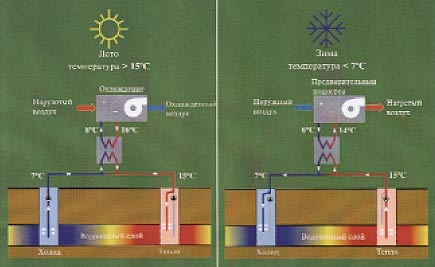 Лето
температура > 15°C
Охлаждение
Наружный воздух
Охлажденный воздух
8°C
16°C
7°C
15°C
Водоносный слой
Холод
Тепло
Зима
температура < 7°C
Предварительный
подогрев
Наружный
воздух
Нагретый
воздух
6°C
14°C
7°C
15°C
Водоносный слой
Холод
Тепло